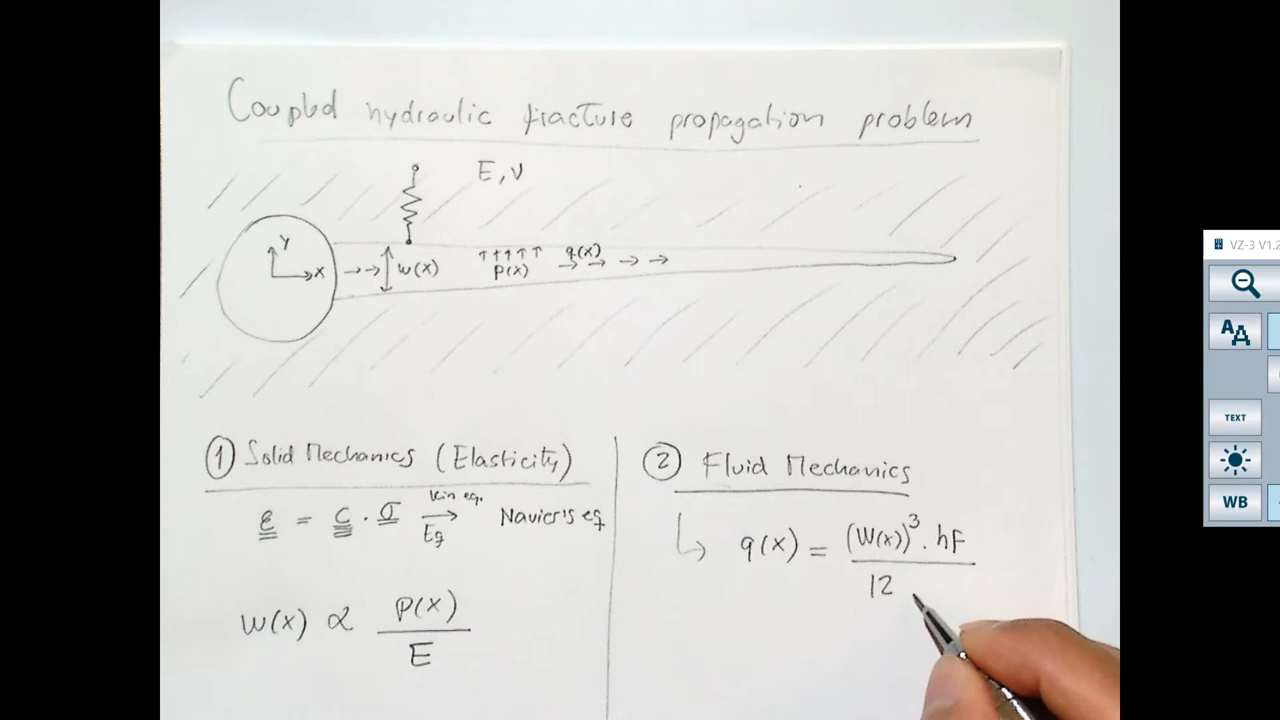 Coupled hydraulic fracture propagation problem
E, ν
y
x
w(x)
P(x)
q(x)
① Solid Mechanics (Elasticity)
ε = C · σ
Kin eq.
→
Eq
Navier's eq
w(x) ∝ P(x)
E
② Fluid Mechanics
q(x) = (W(x))³ · hF
12
VZ-3 V1.2
AA
TEXT
WB